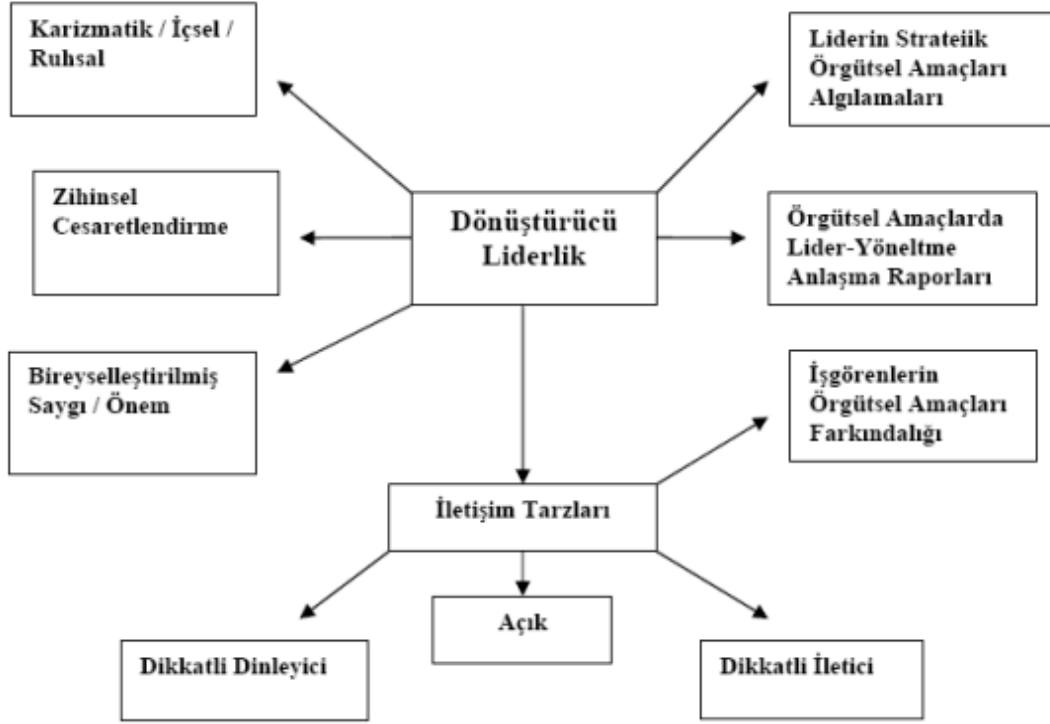 Karizmatik / İçsel /
Ruhsal
Liderin Strateiik
Örgütsel Amaçları
Algılamaları
Zihinsel
Cesaretlendirme
Dönüştürücü
Liderlik
Örgütsel Amaçlarda
Lider-Yöneltme
Anlaşma Raporları
Bireyselleştirilmiş
Saygı / Önem
İşgörenlerin
Örgütsel Amaçları
Farkındalığı
İletişim Tarzları
Açık
Dikkatli Dinleyici
Dikkatli İletici